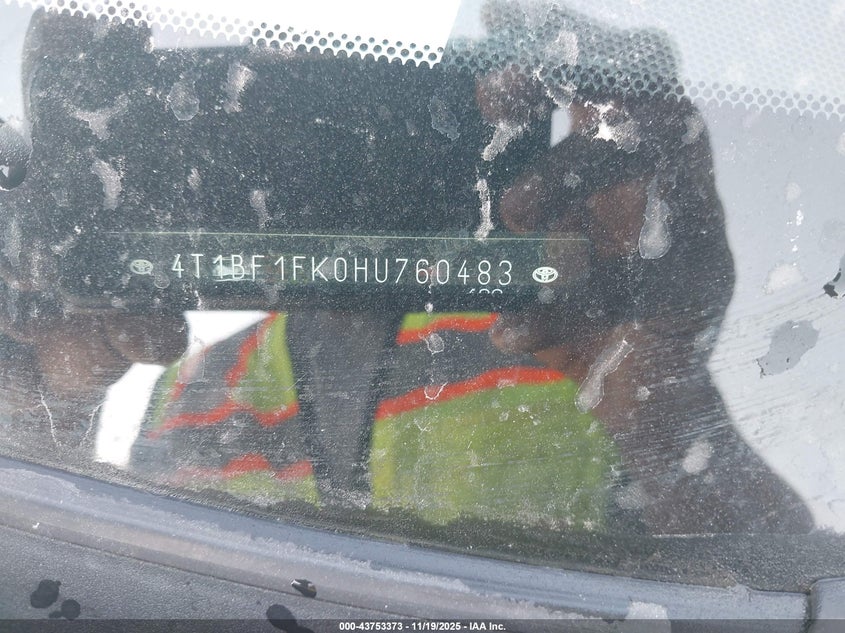 4T1BF1FK0HU760483
000-43753373 - 11/19/2025 - IAA Inc.